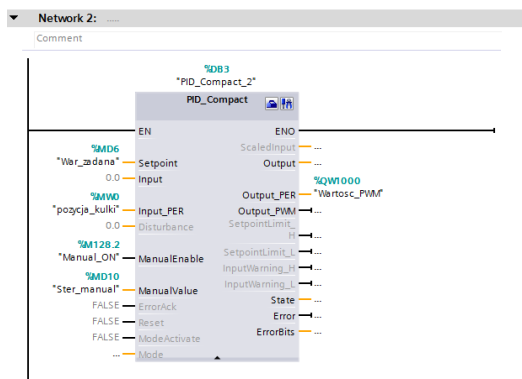 Network 2: ....
Comment
%DB3
"PID_Compact_2"
PID_Compact
EN ENO
ScaledInput ...
%MD6
"War_zadana" Setpoint Output ...
0.0 Input
%QW1000
%MW0 Output_PER "Wartosc_PWM"
"pozycja_kulki" Input_PER Output_PWM ...
0.0 Disturbance SetpointLimit_
H ...
%M128.2
"Manual_ON" ManualEnable SetpointLimit_L ...
InputWarning_H ...
%MD10
"Ster_manual" ManualValue InputWarning_L ...
FALSE ErrorAck State ...
FALSE Reset Error ...
FALSE ModeActivate ErrorBits ...
... Mode